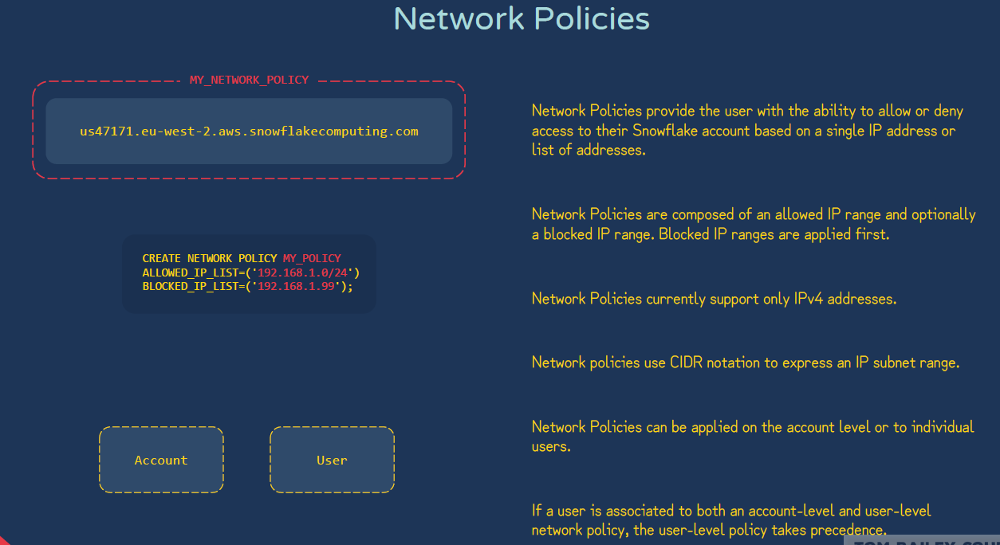 Network Policies
MY_NETWORK_POLICY
us47171.eu-west-2.aws.snowflakecomputing.com
CREATE NETWORK POLICY MY_POLICY
ALLOWED_IP_LIST=('192.168.1.0/24')
BLOCKED_IP_LIST=('192.168.1.99');
Account
User
Network Policies provide the user with the ability to allow or deny
access to their Snowflake account based on a single IP address or
list of addresses.
Network Policies are composed of an allowed IP range and optionally
a blocked IP range. Blocked IP ranges are applied first.
Network Policies currently support only IPv4 addresses.
Network policies use CIDR notation to express an IP subnet range.
Network Policies can be applied on the account level or to individual
users.
If a user is associated to both an account-level and user-level
network policy, the user-level policy takes precedence.
TOM BAILEY